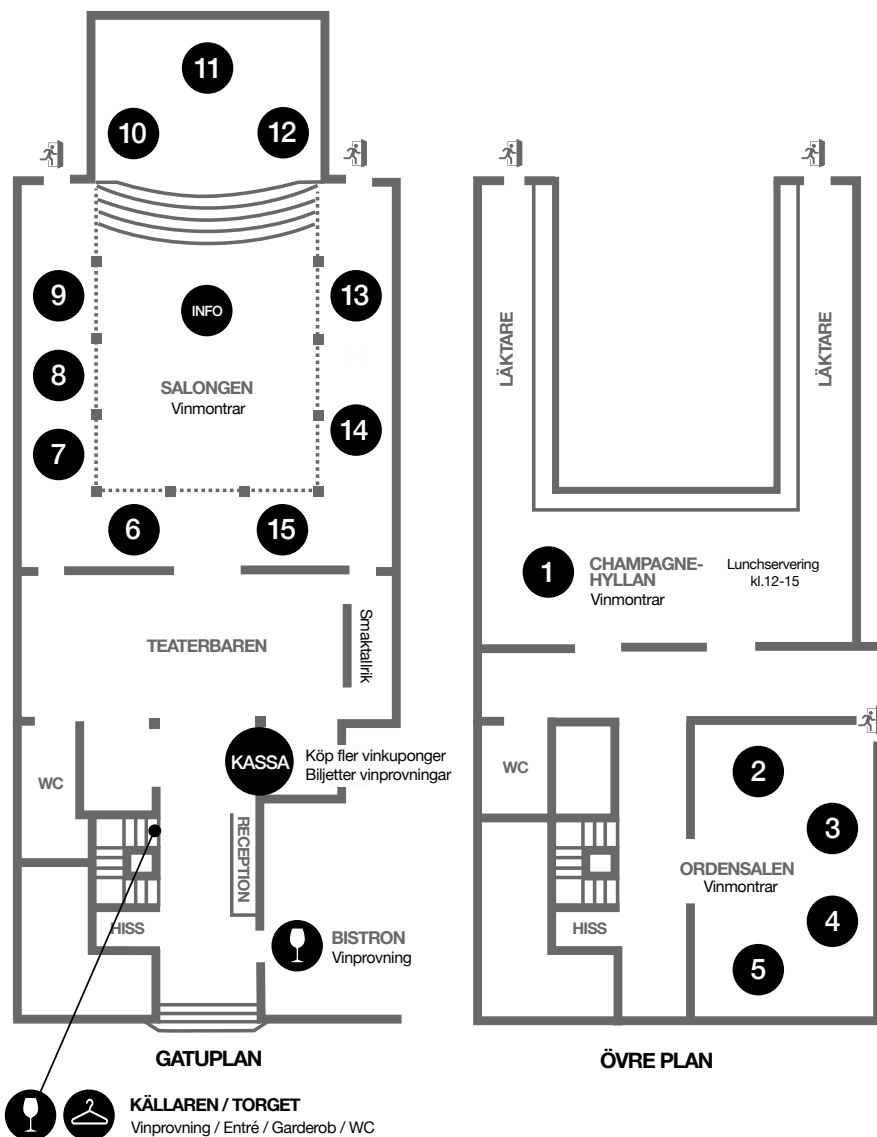 11
10
12
9
13
INFO
8
SALONGEN
Vinmontrar
14
7
6
15
TEATERBAREN
Smaktallrik
KASSA
Köp fler vinkuponger
Biljetter vinprovningar
WC
RECEPTION
HISS
BISTRON
Vinprovning
GATUPLAN
KÄLLAREN / TORGET
Vinprovning / Entré / Garderob / WC
LÄKTARE
LÄKTARE
1
CHAMPAGNE-
HYLLAN
Vinmontrar
Lunchservering
kl.12-15
WC
2
3
ORDENSALEN
Vinmontrar
4
HISS
5
ÖVRE PLAN